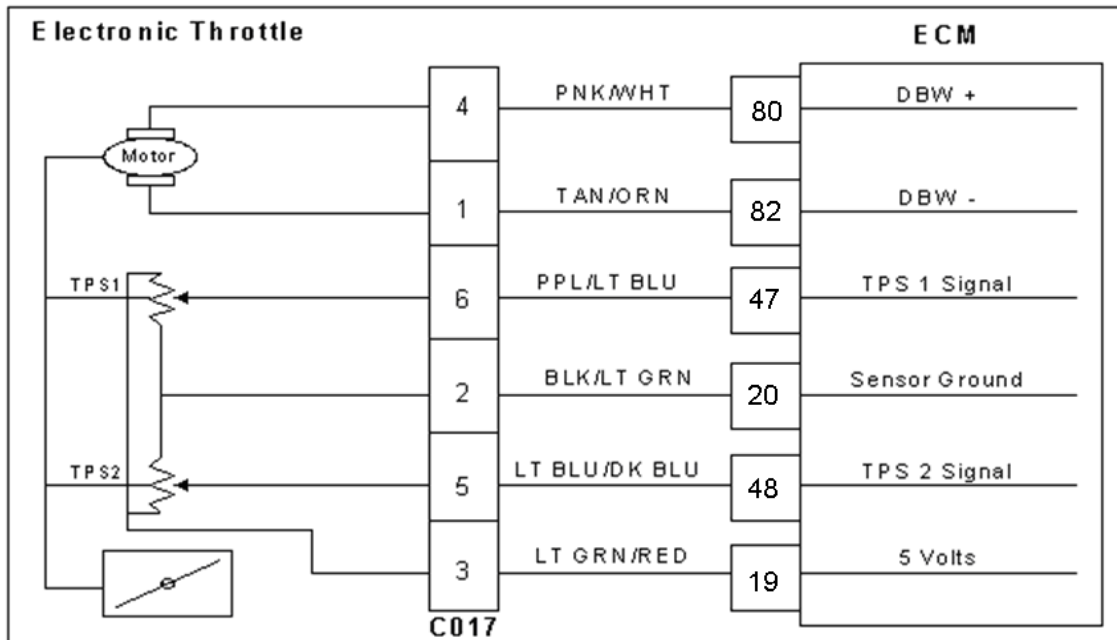 Electronic Throttle
ECM
4
PNK/WHT
80
DBW +
Motor
1
TAN/ORN
82
DBW -
TPS1
6
PPL/LT BLU
47
TPS 1 Signal
2
BLK/LT GRN
20
Sensor Ground
TPS2
5
LT BLU/DK BLU
48
TPS 2 Signal
3
LT GRN/RED
19
5 Volts
C017